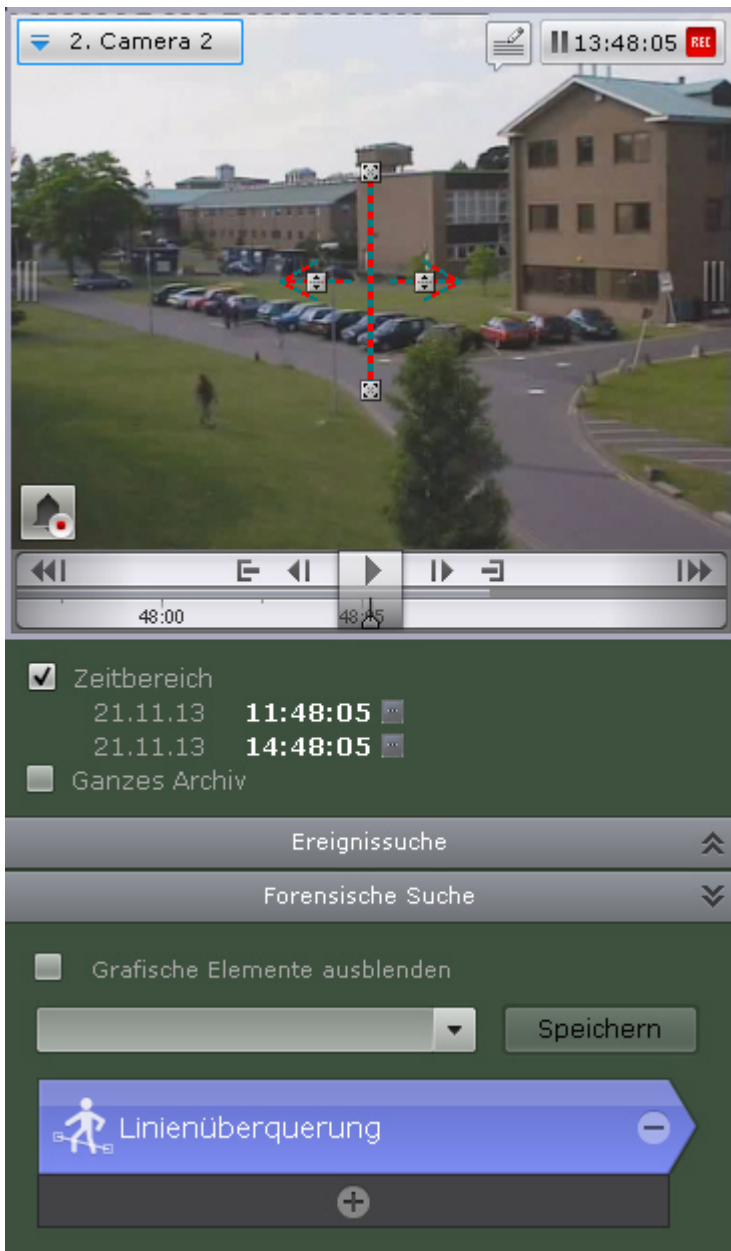 2. Camera 2
13:48:05 REC
48:00 48:05
Zeitbereich
21.11.13 11:48:05
21.11.13 14:48:05
Ganzes Archiv
Ereignissuche
Forensische Suche
Grafische Elemente ausblenden
Speichern
Linienüberquerung